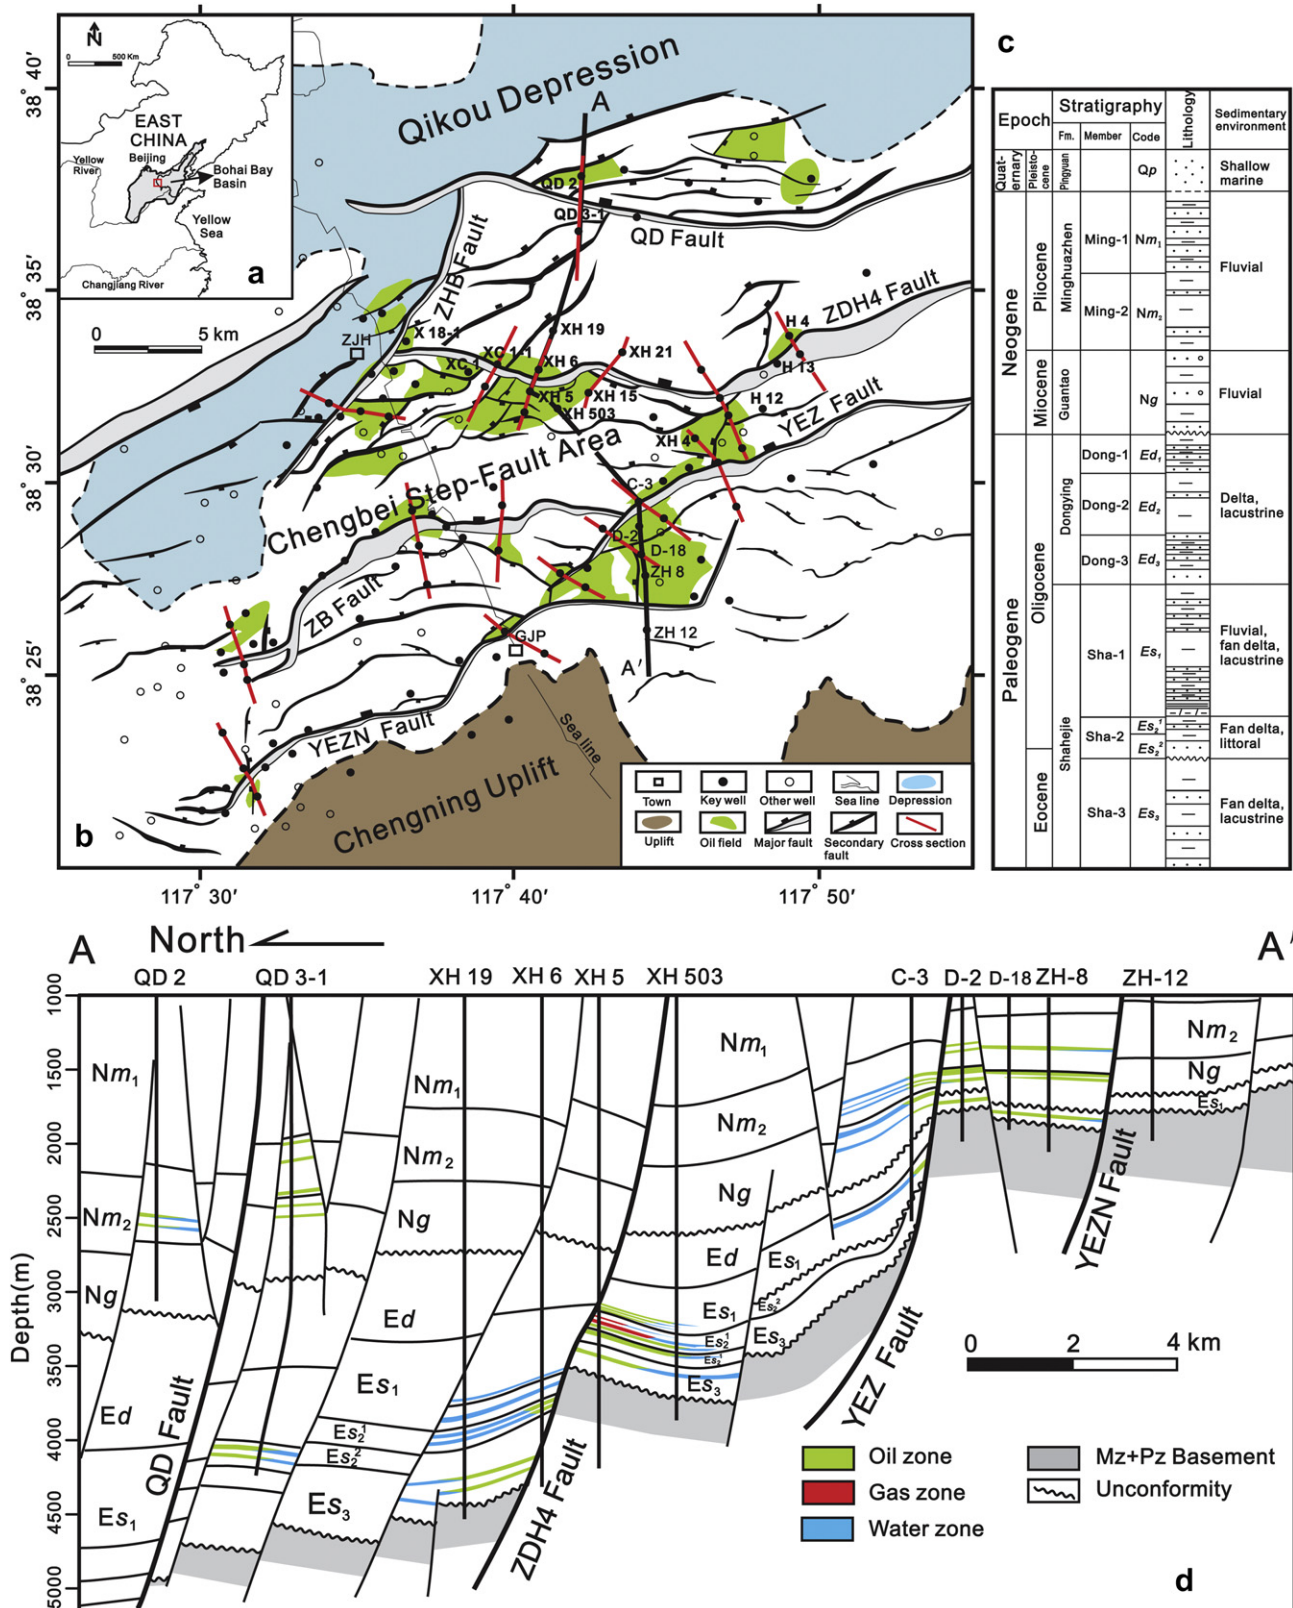 N
0 500 Km
EAST
CHINA
Yellow
River
Beijing
Bohai Bay
Basin
Yellow
Sea
Changjiang River
a
38° 40′
38° 35′
38° 30′
38° 25′
117° 30′
117° 40′
117° 50′
0 5 km
Qikou Depression
A
QD 2
QD 3-1
QD Fault
ZHB Fault
ZDH4 Fault
ZJH
X 18-1
XH 19
XC 1-1
XC 1
XH 6
XH 21
XH 5
XH 15
XH 503
H 4
H 13
H 12
XH 4
YEZ Fault
Chengbei Step-Fault Area
C-3
D-2
D-18
ZH 8
ZH 12
A′
ZB Fault
GJP
YEZN Fault
Sea line
Chengning Uplift
b
Town
Key well
Other well
Sea line
Depression
Uplift
Oil field
Major fault
Secondary
fault
Cross section
c
Epoch
Stratigraphy
Fm.
Member
Code
Lithology
Sedimentary
environment
Quat-
ernary
Pleisto-
cene
Pingyuan
Qp
Shallow
marine
Neogene
Pliocene
Minghuazhen
Ming-1
Nm₁
Fluvial
Ming-2
Nm₂
Miocene
Guantao
Ng
Fluvial
Paleogene
Oligocene
Dongying
Dong-1
Ed₁
Dong-2
Ed₂
Delta,
lacustrine
Dong-3
Ed₃
Shahejie
Sha-1
Es₁
Fluvial,
fan delta,
lacustrine
Sha-2
Es₂¹
Es₂²
Fan delta,
littoral
Eocene
Sha-3
Es₃
Fan delta,
lacustrine
A
North
A′
QD 2
QD 3-1
XH 19
XH 6
XH 5
XH 503
C-3
D-2
D-18
ZH-8
ZH-12
Depth(m)
1000
1500
2000
2500
3000
3500
4000
4500
5000
Nm₁
Nm₂
Ng
Ed
Es₁
QD Fault
Nm₁
Nm₂
Ng
Ed
Es₁
Es₂¹
Es₂²
Es₃
ZDH4 Fault
Nm₁
Nm₂
Ng
Ed
Es₁
Es₂¹
Es₂¹
Es₃
Es₁
Es₂²
Es₃
YEZ Fault
Nm₂
Ng
Es₁
YEZN Fault
0 2 4 km
Oil zone
Gas zone
Water zone
Mz+Pz Basement
Unconformity
d